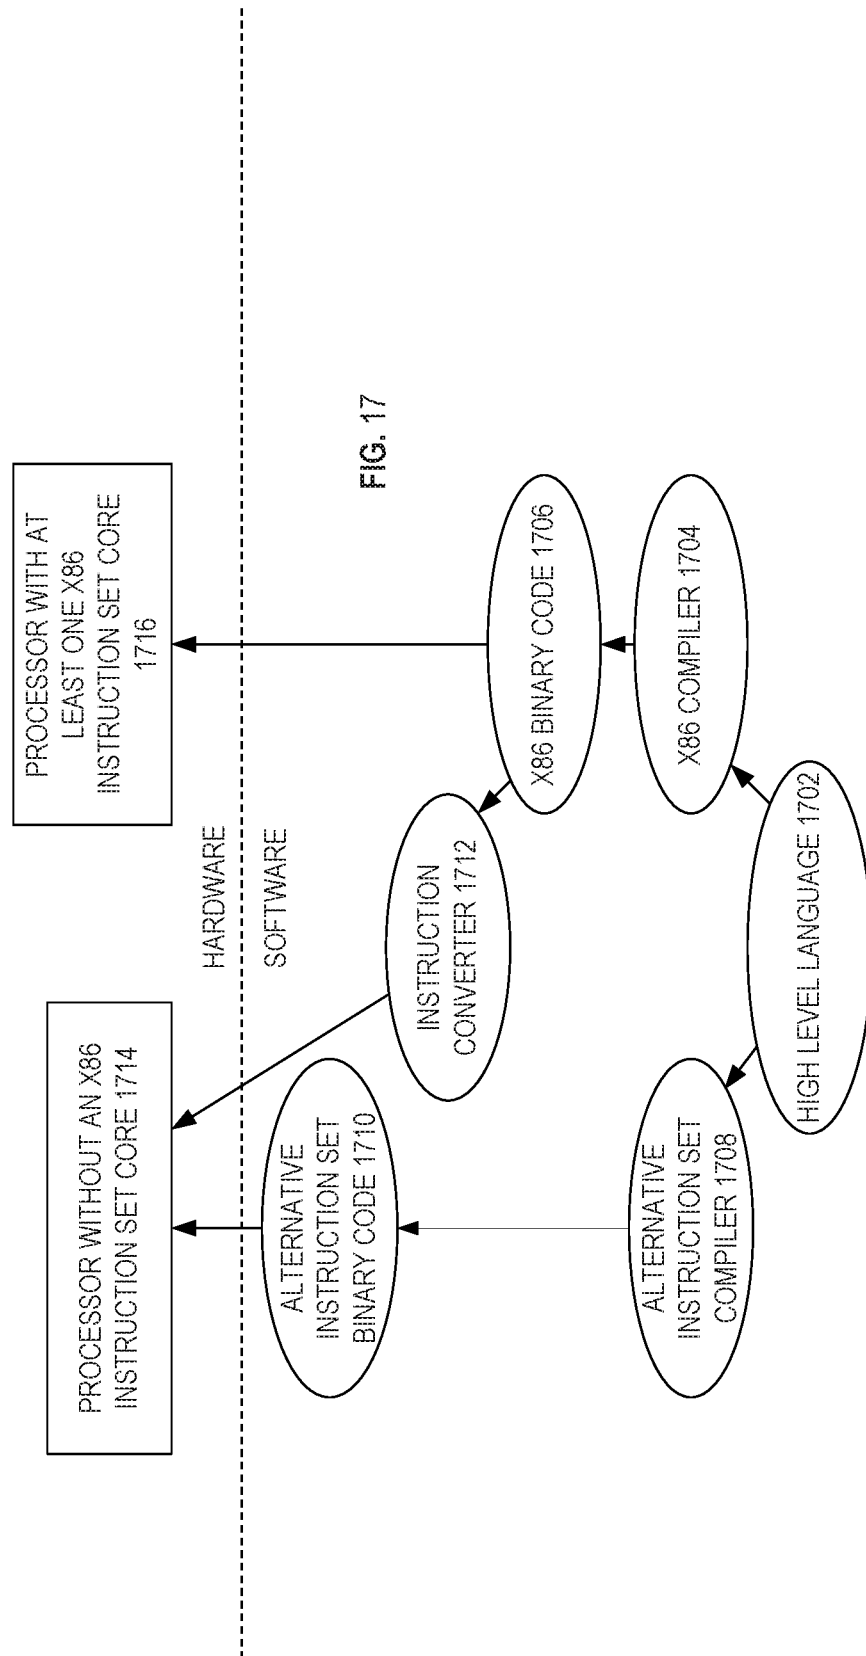 PROCESSOR WITHOUT AN X86
INSTRUCTION SET CORE 1714
PROCESSOR WITH AT
LEAST ONE X86
INSTRUCTION SET CORE
1716
HARDWARE
SOFTWARE
ALTERNATIVE
INSTRUCTION SET
BINARY CODE 1710
INSTRUCTION
CONVERTER 1712
FIG. 17
X86 BINARY CODE 1706
ALTERNATIVE
INSTRUCTION SET
COMPILER 1708
X86 COMPILER 1704
HIGH LEVEL LANGUAGE 1702